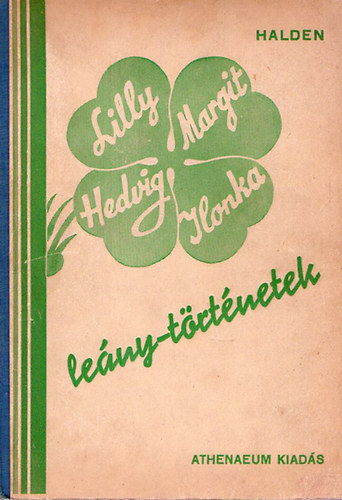 HALDEN
Lilly
Margit
Hedvig
Ilonka
leány-történetek
ATHENAEUM KIADÁS